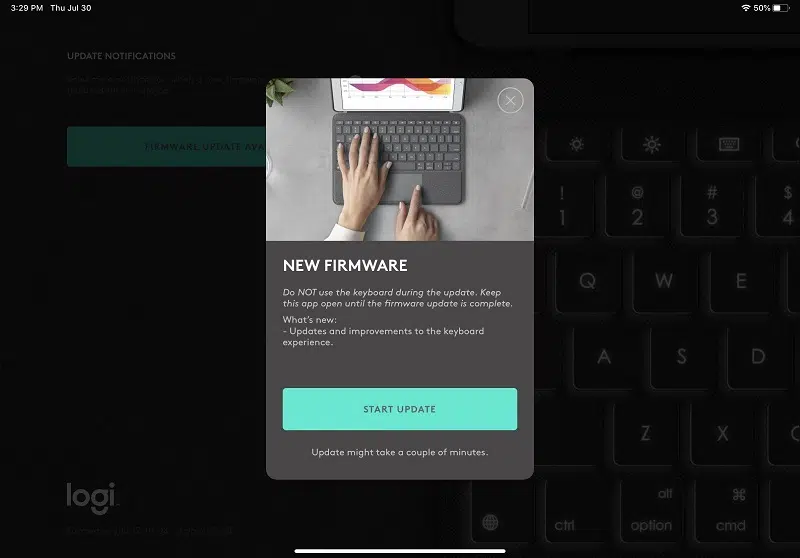 3:29 PM Thu Jul 30
50%
UPDATE NOTIFICATIONS
FIRMWARE UPDATE AVA
NEW FIRMWARE
Do NOT use the keyboard during the update. Keep
this app open until the firmware update is complete.
What's new:
- Updates and improvements to the keyboard
experience.
START UPDATE
Update might take a couple of minutes.
logi
! @ # $
1 2 3 4
Q W E
A S D
Z X C
alt ⌘
ctrl option cmd